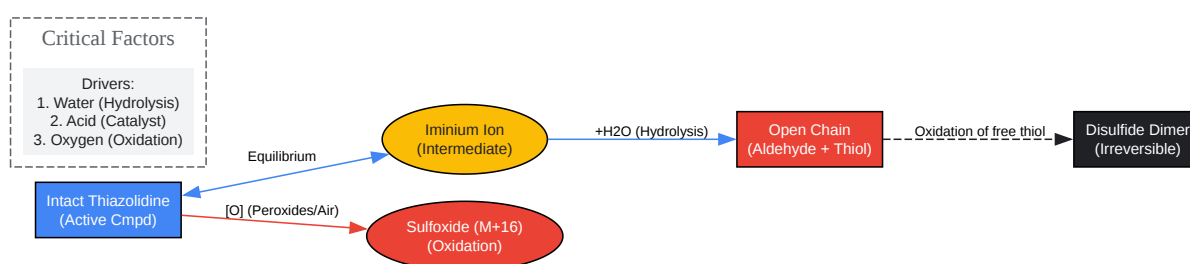 Critical Factors
Drivers:
1. Water (Hydrolysis)
2. Acid (Catalyst)
3. Oxygen (Oxidation)
Intact Thiazolidine
(Active Cmpd)
Equilibrium
[O] (Peroxides/Air)
Iminium Ion
(Intermediate)
Sulfoxide (M+16)
(Oxidation)
+H2O (Hydrolysis)
Open Chain
(Aldehyde + Thiol)
Oxidation of free thiol
Disulfide Dimer
(Irreversible)